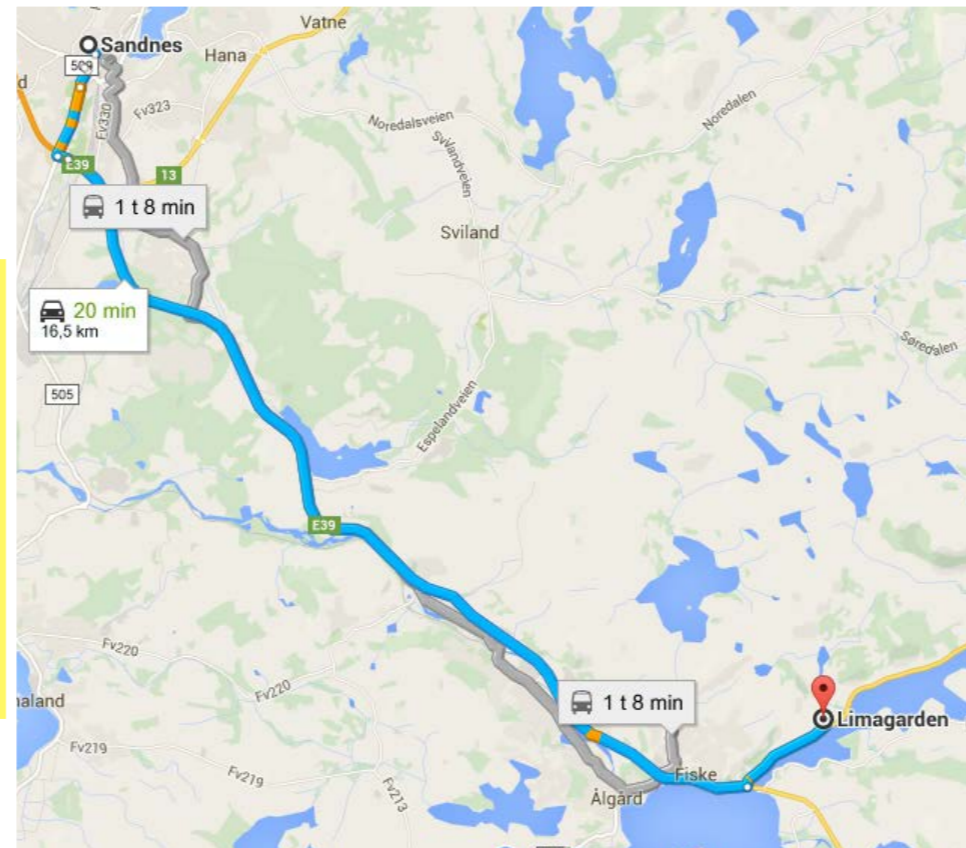 Vatne
Sandnes
Hana
509
d
Fv330
Fv323
Noredalsveien
Noredalen
Svilandveien
E39
13
1 t 8 min
Sviland
20 min
16,5 km
Søredalen
505
Espelandveien
E39
Fv220
Fv220
1 t 8 min
naland
Limagarden
Fv219
Fv219
Fv213
Fiske
Ålgård